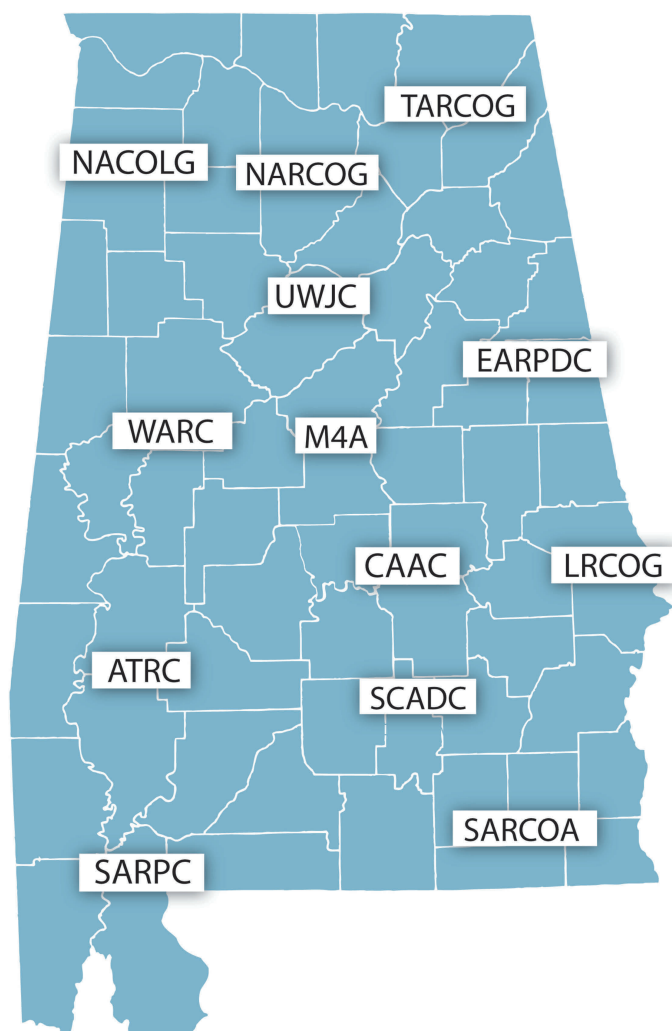 TARCOG
NACOLG
NARCOG
UWJC
EARPDC
WARC
M4A
CAAC
LRCOG
ATRC
SCADC
SARCOA
SARPC